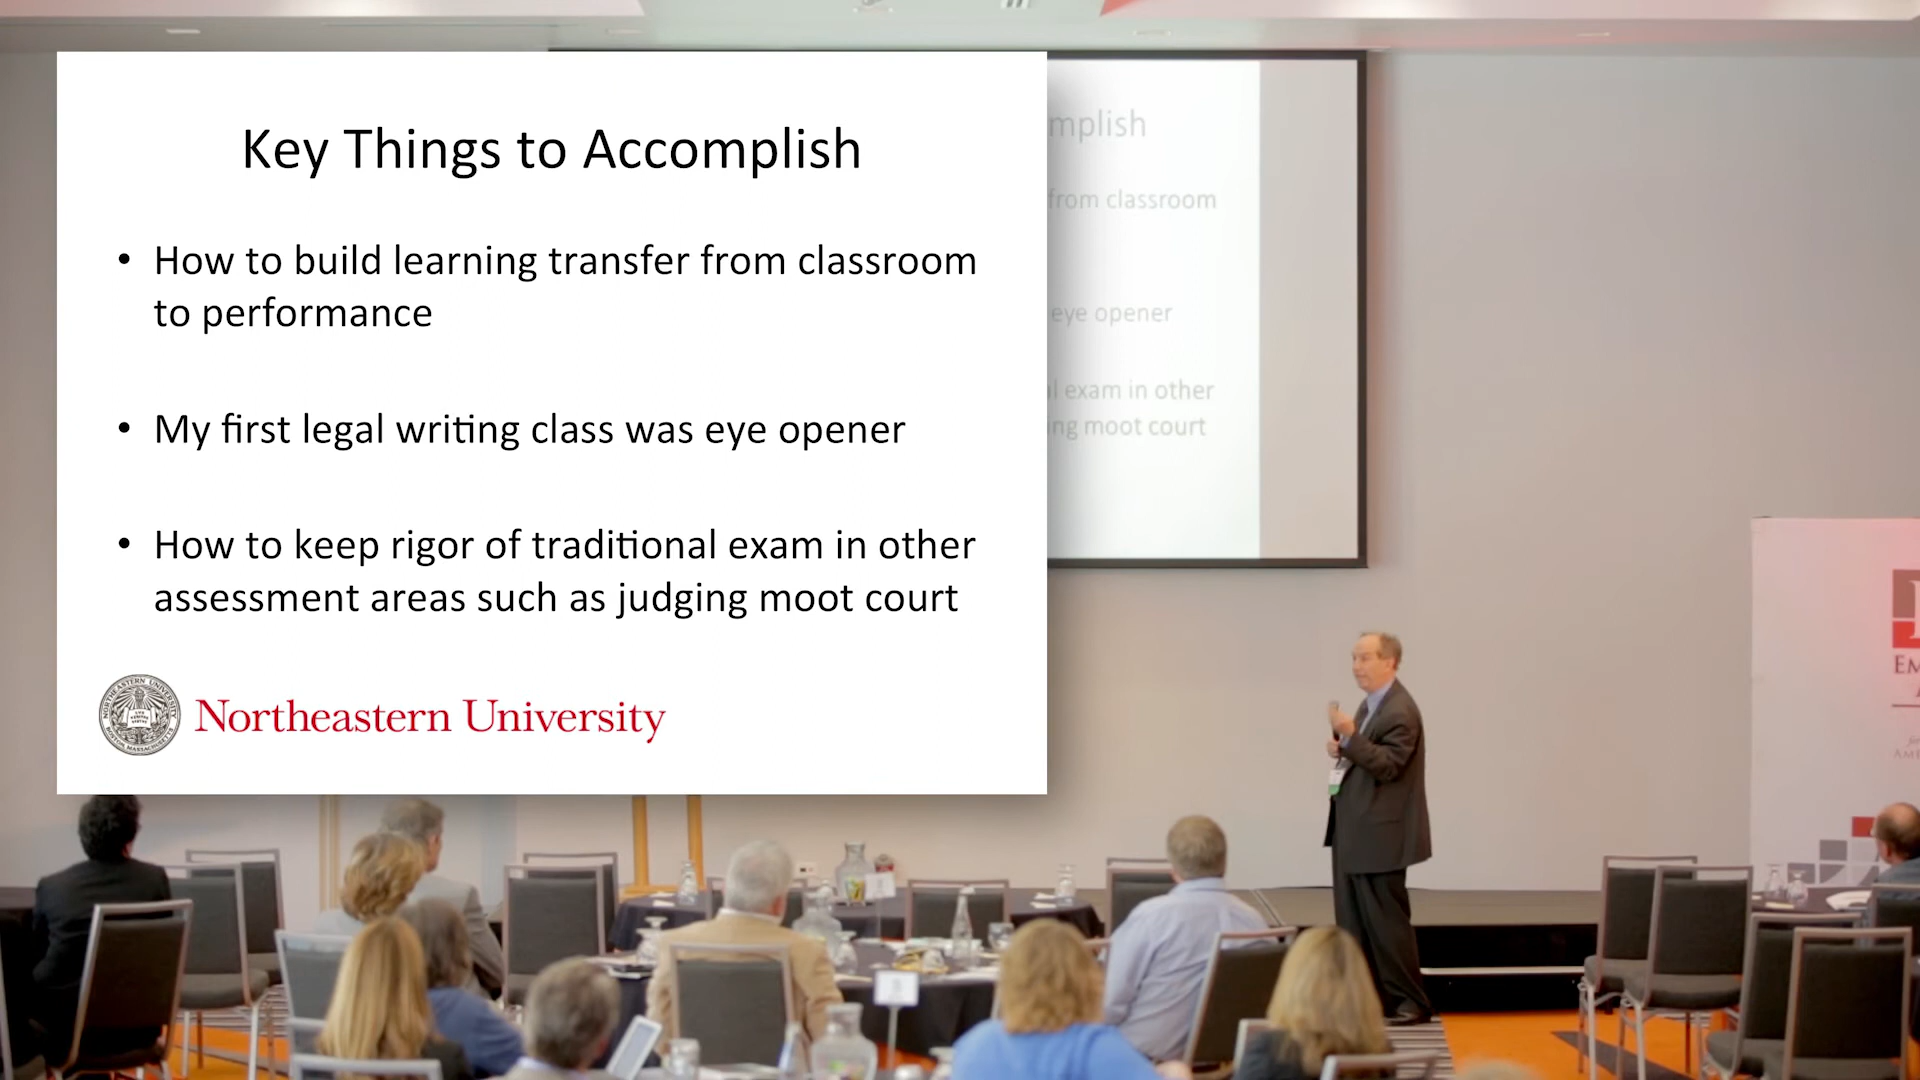 Key Things to Accomplish
• How to build learning transfer from classroom
to performance
• My first legal writing class was eye opener
• How to keep rigor of traditional exam in other
assessment areas such as judging moot court
Northeastern University
mplish
from classroom
eye opener
exam in other
ing moot court